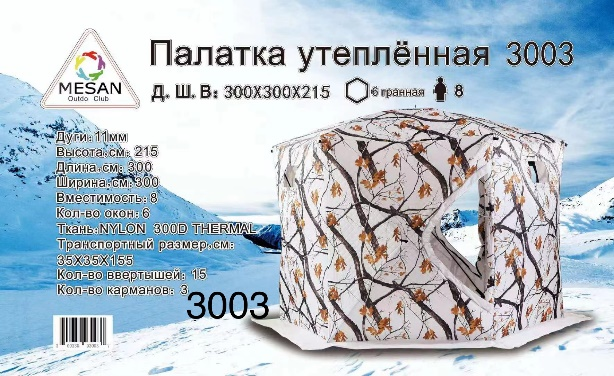 MESAN
Outdo Club
Палатка утеплённая 3003
Д. Ш. В: 300X300X215 6 гранная 8
Дуги: 11мм
Высота,см: 215
Длина,см: 300
Ширина,см:300
Вместимость: 8
Кол-во окон: 6
Ткань:NYLON 300D THERMAL
Транспортный размер,см:
35X35X155
Кол-во ввертышей: 15
Кол-во карманов: 3
3003